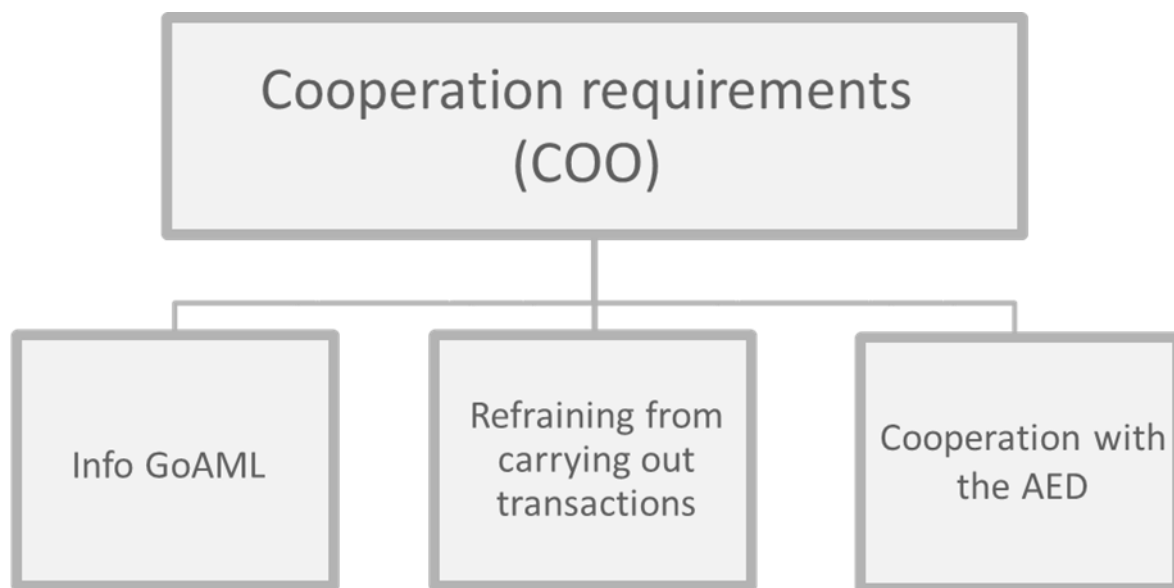 Cooperation requirements
(COO)
Info GoAML
Refraining from
carrying out
transactions
Cooperation with
the AED